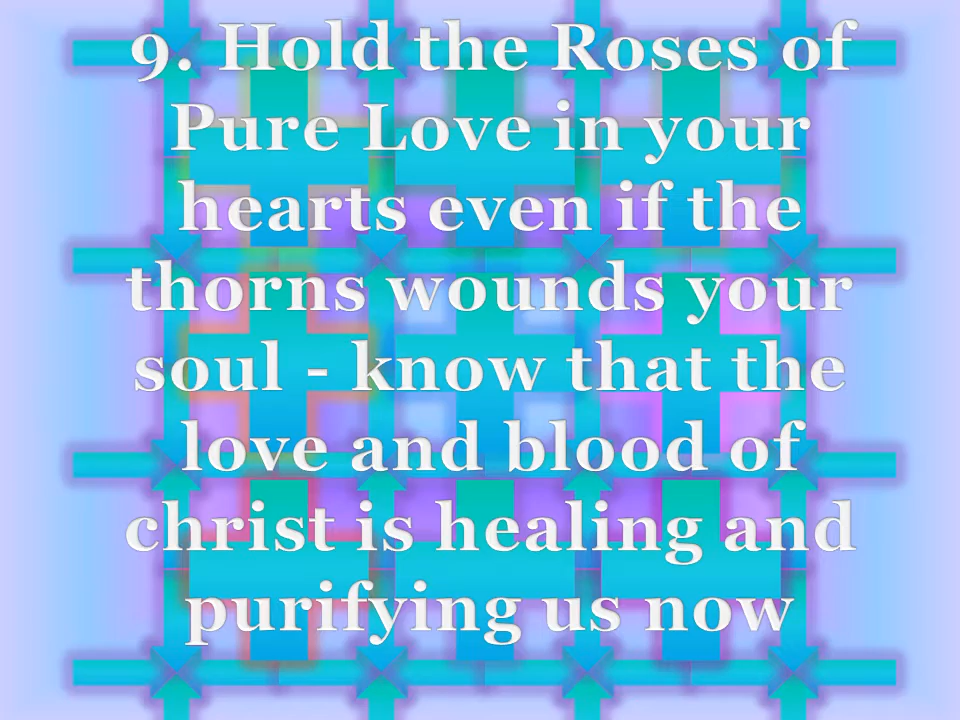 9. Hold the Roses of
Pure Love in your
hearts even if the
thorns wounds your
soul - know that the
love and blood of
christ is healing and
purifying us now